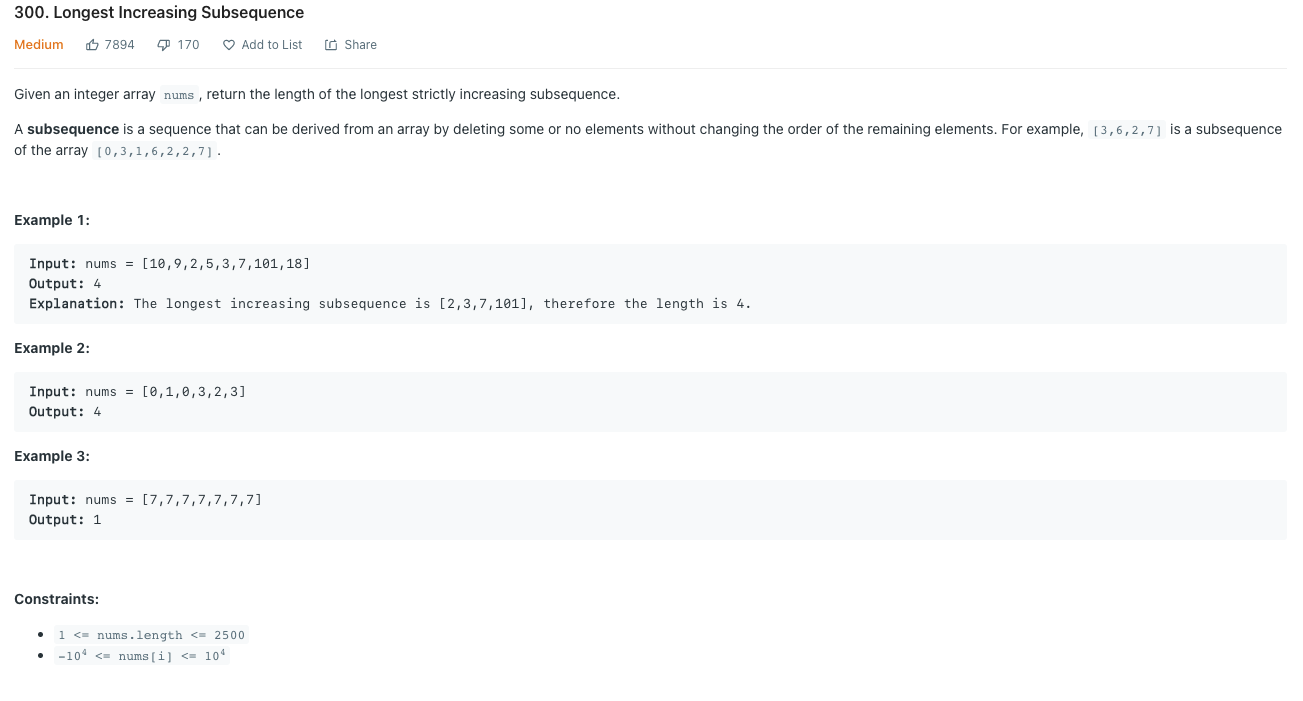 300. Longest Increasing Subsequence
Medium 7894 170 Add to List Share
Given an integer array nums, return the length of the longest strictly increasing subsequence.
A subsequence is a sequence that can be derived from an array by deleting some or no elements without changing the order of the remaining elements. For example, [3,6,2,7] is a subsequence
of the array [0,3,1,6,2,2,7].
Example 1:
Input: nums = [10,9,2,5,3,7,101,18]
Output: 4
Explanation: The longest increasing subsequence is [2,3,7,101], therefore the length is 4.
Example 2:
Input: nums = [0,1,0,3,2,3]
Output: 4
Example 3:
Input: nums = [7,7,7,7,7,7,7]
Output: 1
Constraints:
• 1 <= nums.length <= 2500
• -10⁴ <= nums[i] <= 10⁴